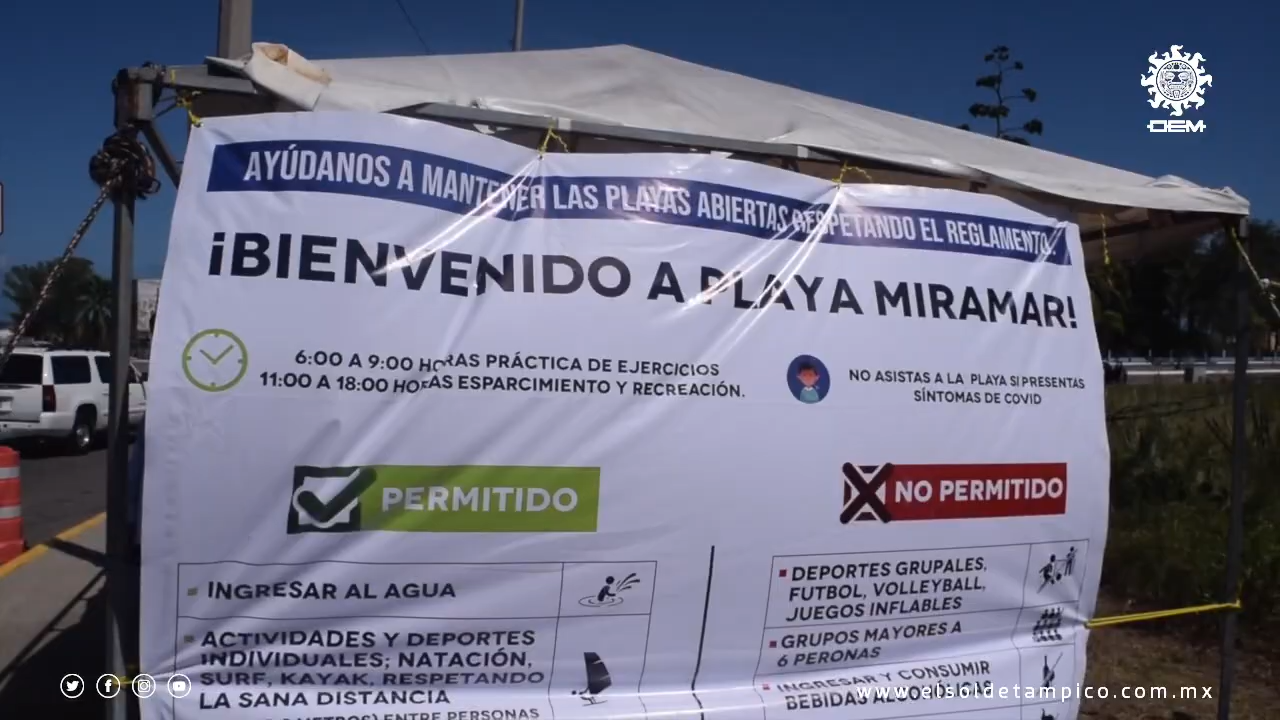 OEM
AYÚDANOS A MANTENER LAS PLAYAS ABIERTAS RESPETANDO EL REGLAMENTO.
¡BIENVENIDO A PLAYA MIRAMAR!
6:00 A 9:00 HORAS PRÁCTICA DE EJERCICIOS
11:00 A 18:00 HORAS ESPARCIMIENTO Y RECREACIÓN.
NO ASISTAS A LA PLAYA SI PRESENTAS
SÍNTOMAS DE COVID
PERMITIDO
INGRESAR AL AGUA
ACTIVIDADES Y DEPORTES
INDIVIDUALES; NATACIÓN,
SURF, KAYAK, RESPETANDO
LA SANA DISTANCIA
METROS) ENTRE PERSONAS
NO PERMITIDO
DEPORTES GRUPALES,
FUTBOL, VOLLEYBALL,
JUEGOS INFLABLES
GRUPOS MAYORES A
6 PERONAS
INGRESAR Y CONSUMIR
BEBIDAS ALCOHÓLICAS
www.elsoldetampico.com.mx